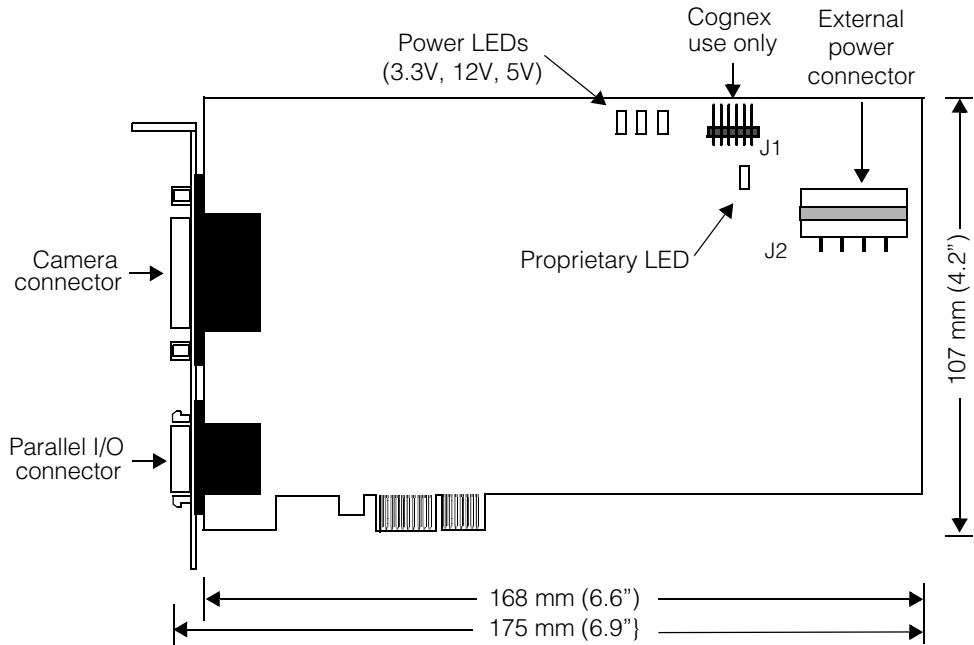 Power LEDs
(3.3V, 12V, 5V)
Cognex
use only
External
power
connector
J1
J2
Proprietary LED
Camera
connector
Parallel I/O
connector
107 mm (4.2”)
168 mm (6.6”)
175 mm (6.9”}